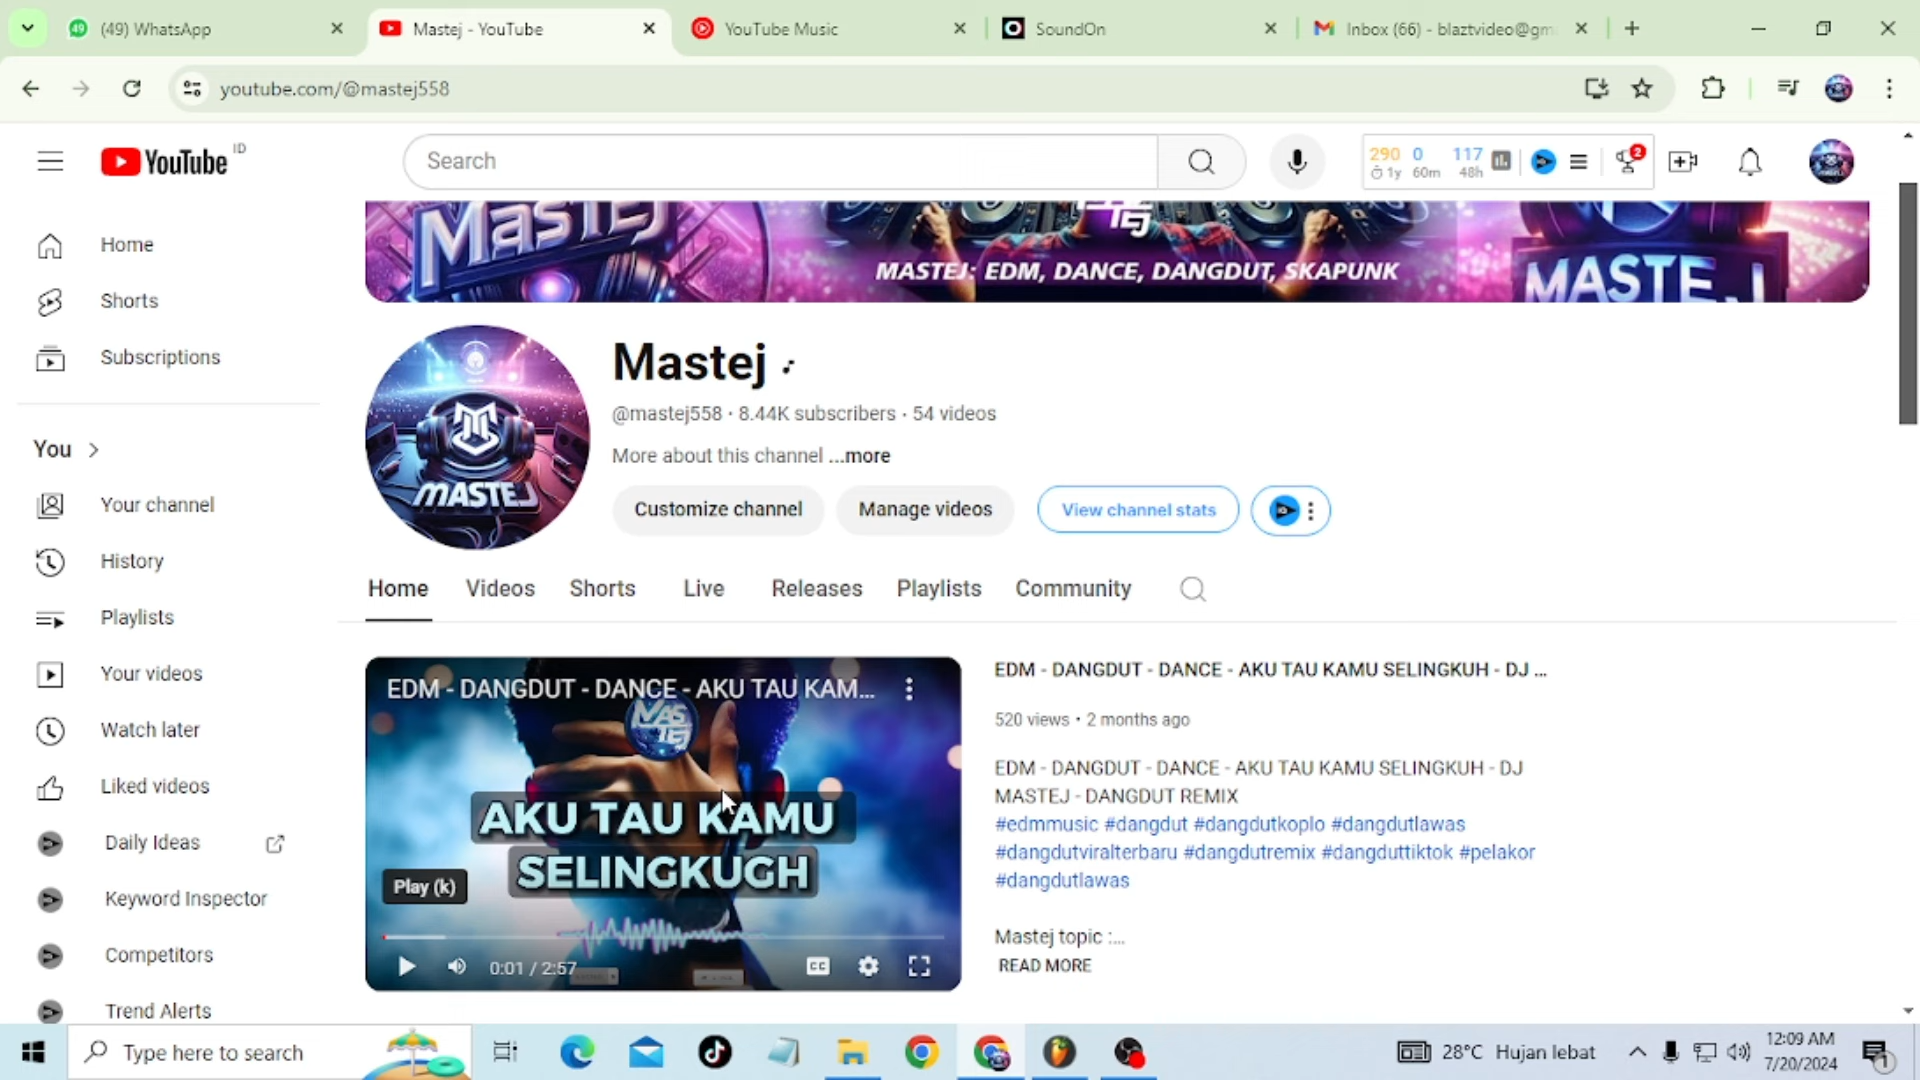 (49) WhatsApp
Mastej - YouTube
YouTube Music
SoundOn
Inbox (66) - blaztvideo@gm
youtube.com/@mastej558
YouTube ID
Search
290 0 117
1y 60m 48h
2
Home
Shorts
Subscriptions
You
Your channel
History
Playlists
Your videos
Watch later
Liked videos
Daily Ideas
Keyword Inspector
Competitors
Trend Alerts
MASTEJ
MASTEJ: EDM, DANCE, DANGDUT, SKAPUNK
MASTEJ
MASTEJ
Mastej
@mastej558 · 8.44K subscribers · 54 videos
More about this channel ...more
Customize channel
Manage videos
View channel stats
Home
Videos
Shorts
Live
Releases
Playlists
Community
EDM - DANGDUT - DANCE - AKU TAU KAM...
MAS
TEJ
AKU TAU KAMU
SELINGKUGH
Play (k)
0:01 / 2:57
CC
EDM - DANGDUT - DANCE - AKU TAU KAMU SELINGKUH - DJ ...
520 views · 2 months ago
EDM - DANGDUT - DANCE - AKU TAU KAMU SELINGKUH - DJ
MASTEJ - DANGDUT REMIX
#edmmusic #dangdut #dangdutkoplo #dangdutlawas
#dangdutviralterbaru #dangdutremix #dangduttiktok #pelakor
#dangdutlawas
Mastej topic :...
READ MORE
Type here to search
28°C Hujan lebat
12:09 AM
7/20/2024
1